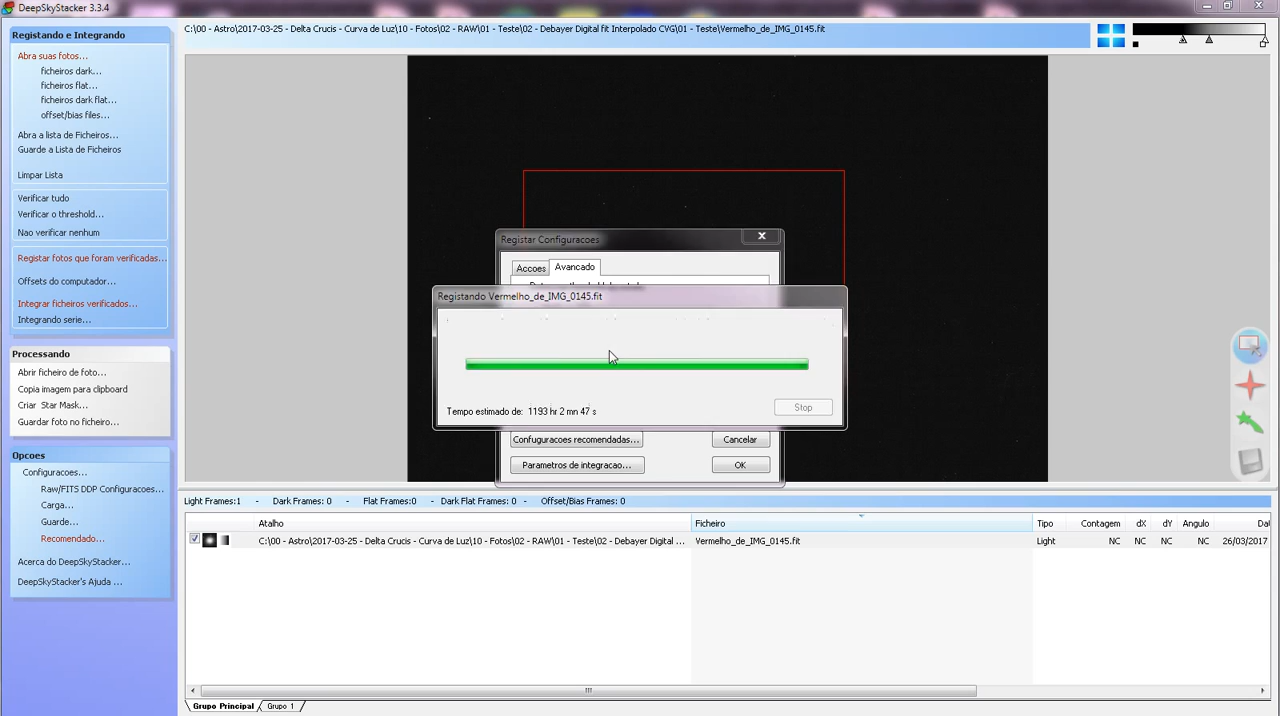 DeepSkyStacker 3.3.4
Registando e Integrando
Abra suas fotos...
ficheiros dark...
ficheiros flat...
ficheiros dark flat...
offset/bias files...
Abra a lista de Ficheiros...
Guarde a Lista de Ficheiros
Limpar Lista
Verificar tudo
Verificar o threshold...
Nao verificar nenhum
Registar fotos que foram verificadas...
Offsets do computador...
Integrar ficheiros verificados...
Integrando serie...
Processando
Abrir ficheiro de foto...
Copia imagem para clipboard
Criar Star Mask...
Guardar foto no ficheiro...
Opcoes
Configuracoes...
Raw/FITS DDP Configuracoes...
Carga...
Guarde...
Recomendado...
Acerca do DeepSkyStacker...
DeepSkyStacker's Ajuda ...
C:\00 - Astro\2017-03-25 - Delta Crucis - Curva de Luz\10 - Fotos\02 - RAW\01 - Teste\02 - Debayer Digital fit Interpolado CYG\01 - Teste\Vermelho_de_IMG_0145.fit
Registar Configuracoes
X
Accoes
Avancado
Registando Vermelho_de_IMG_0145.fit
Tempo estimado de: 1193 hr 2 mn 47 s
Stop
Confuguracoes recomendadas...
Cancelar
Parametros de integracao...
OK
Light Frames:1 - Dark Frames: 0 - Flat Frames:0 - Dark Flat Frames: 0 - Offset/Bias Frames: 0
Atalho Ficheiro Tipo Contagem dX dY Angulo Dal
C:\00 - Astro\2017-03-25 - Delta Crucis - Curva de Luz\10 - Fotos\02 - RAW\01 - Teste\02 - Debayer Digital ... Vermelho_de_IMG_0145.fit Light NC NC NC NC 26/03/2017
Grupo Principal Grupo 1